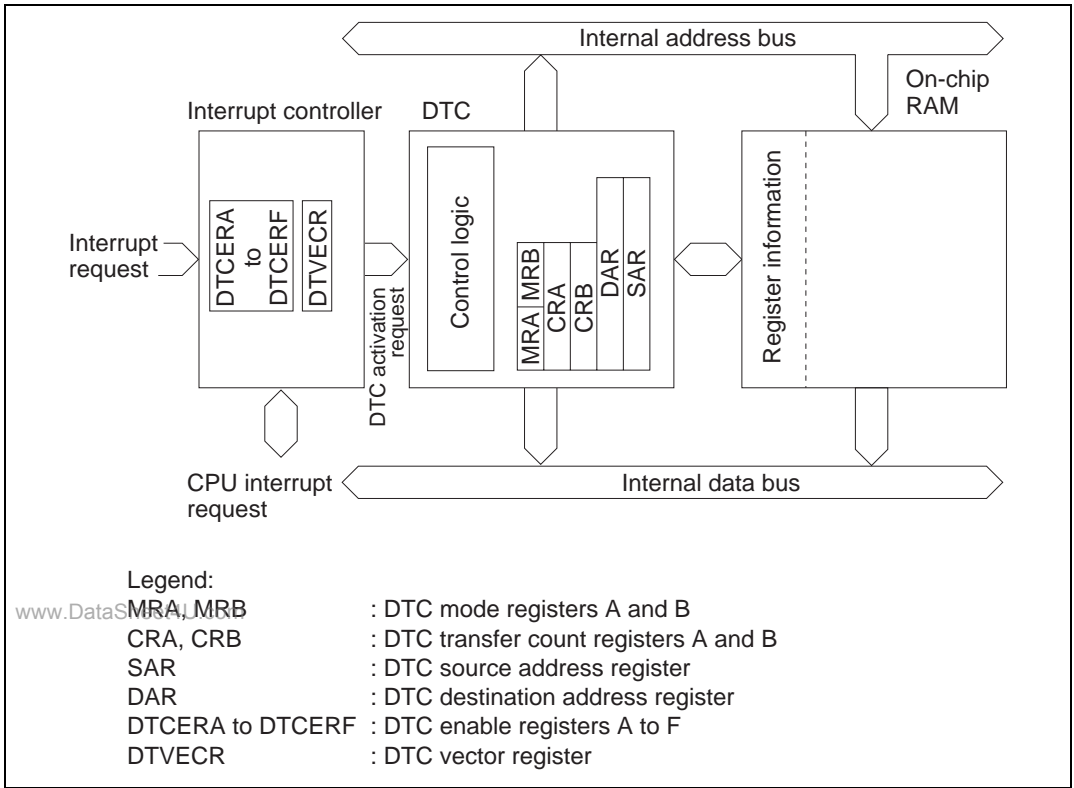 Internal address bus
On-chip
RAM
Interrupt controller
DTC
Interrupt
request
DTCERA
to
DTCERF
DTVECR
DTC activation
request
Control logic
MRA
MRB
CRA
CRB
DAR
SAR
Register information
CPU interrupt
request
Internal data bus
Legend:
www.DataSheet4U.com
MRA, MRB : DTC mode registers A and B
CRA, CRB : DTC transfer count registers A and B
SAR : DTC source address register
DAR : DTC destination address register
DTCERA to DTCERF : DTC enable registers A to F
DTVECR : DTC vector register